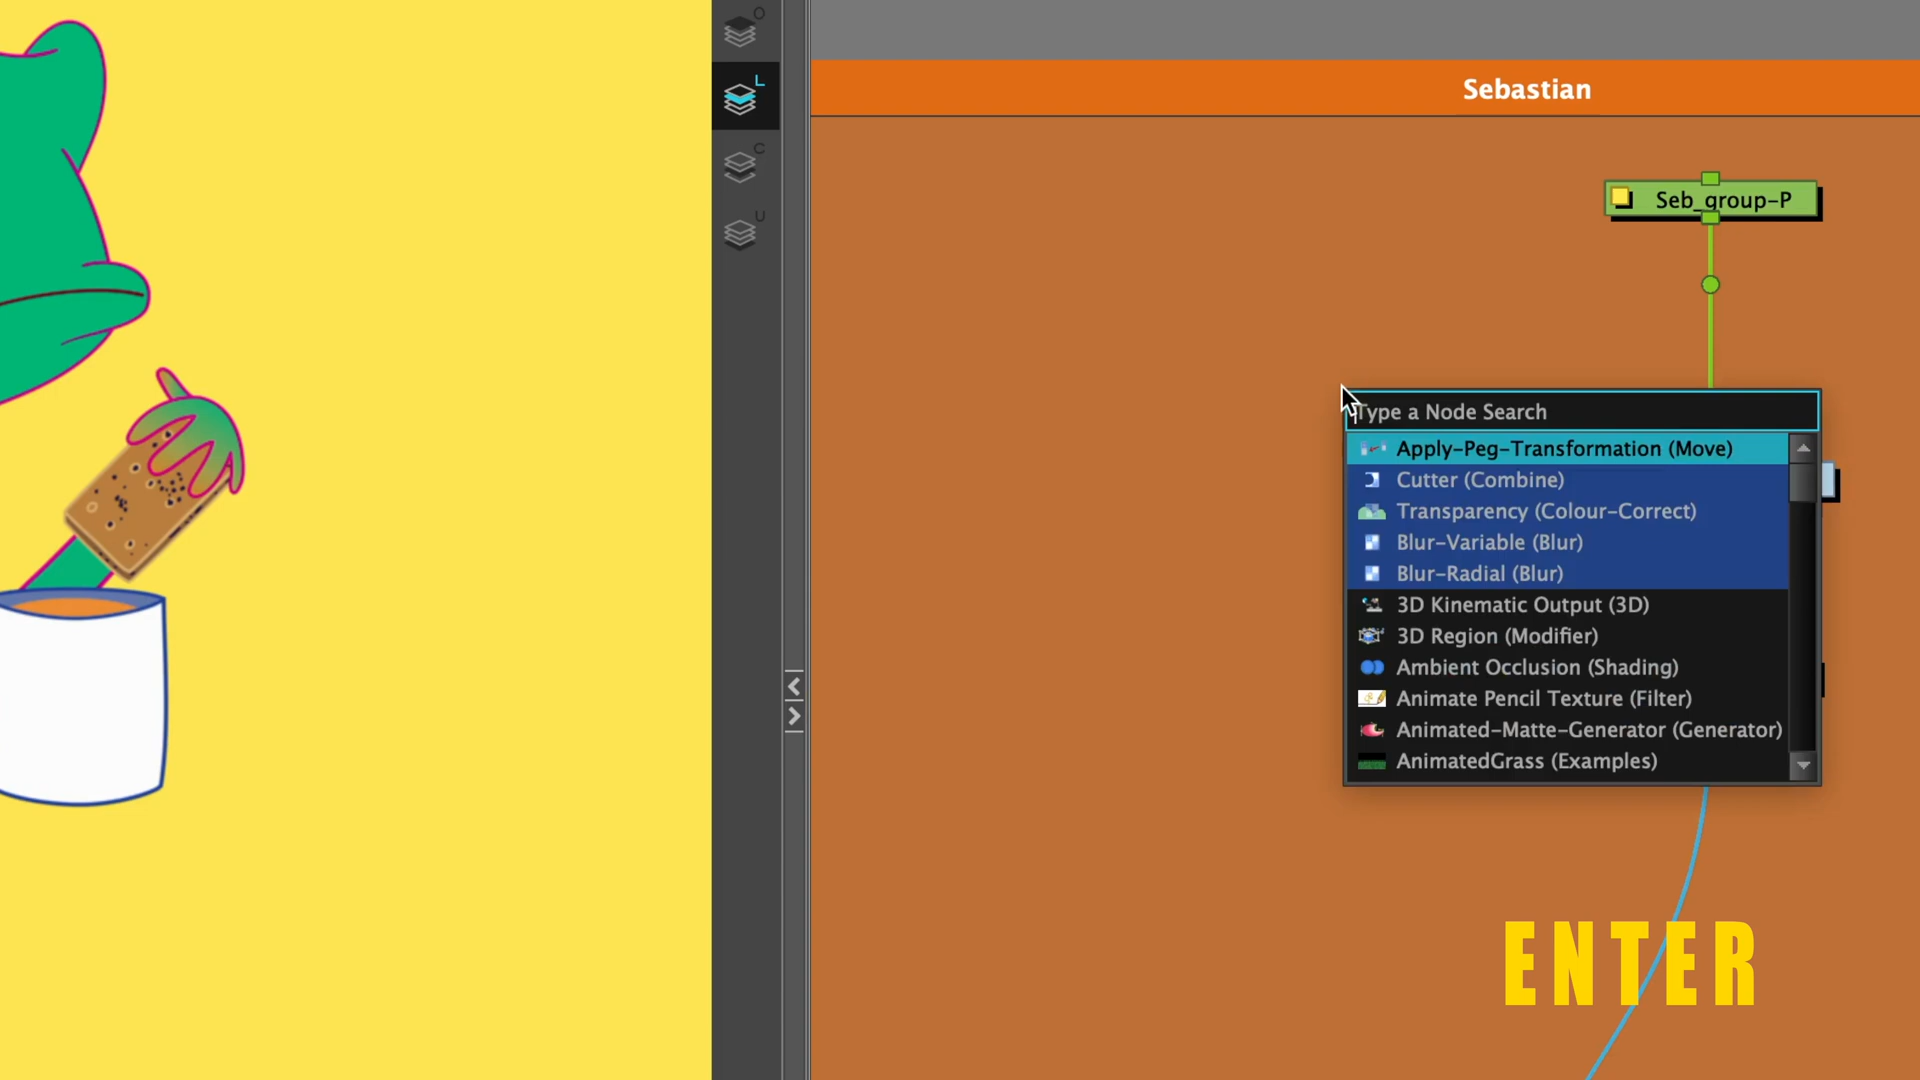 O
L
C
U
Sebastian
Seb_group-P
Type a Node Search
Apply-Peg-Transformation (Move)
Cutter (Combine)
Transparency (Colour-Correct)
Blur-Variable (Blur)
Blur-Radial (Blur)
3D Kinematic Output (3D)
3D Region (Modifier)
Ambient Occlusion (Shading)
Animate Pencil Texture (Filter)
Animated-Matte-Generator (Generator)
AnimatedGrass (Examples)
ENTER